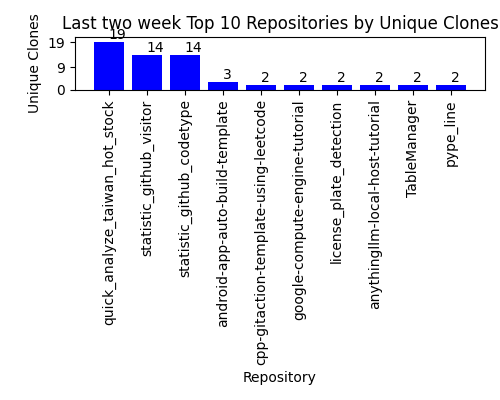 Last two week Top 10 Repositories by Unique Clones
Unique Clones
19
9
0
19
14
14
3
2
2
2
2
2
2
quick_analyze_taiwan_hot_stock
statistic_github_visitor
statistic_github_codetype
android-app-auto-build-template
cpp-gitaction-template-using-leetcode
google-compute-engine-tutorial
license_plate_detection
anythingllm-local-host-tutorial
TableManager
pype_line
Repository